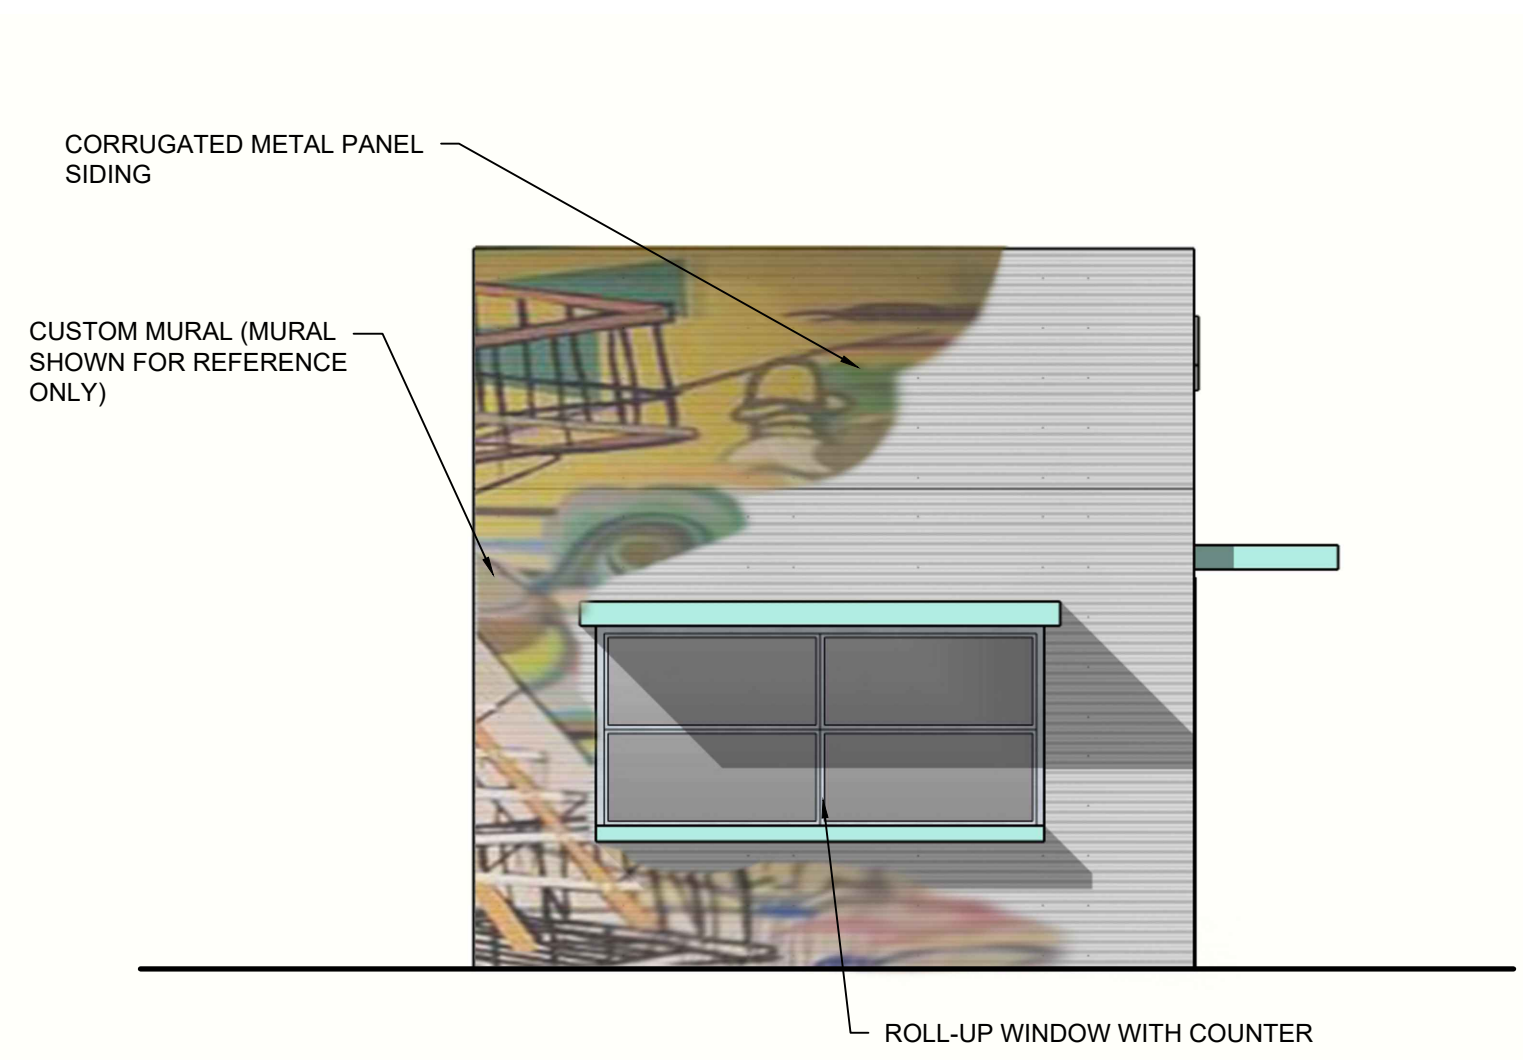 CORRUGATED METAL PANEL
SIDING
CUSTOM MURAL (MURAL
SHOWN FOR REFERENCE
ONLY)
ROLL-UP WINDOW WITH COUNTER